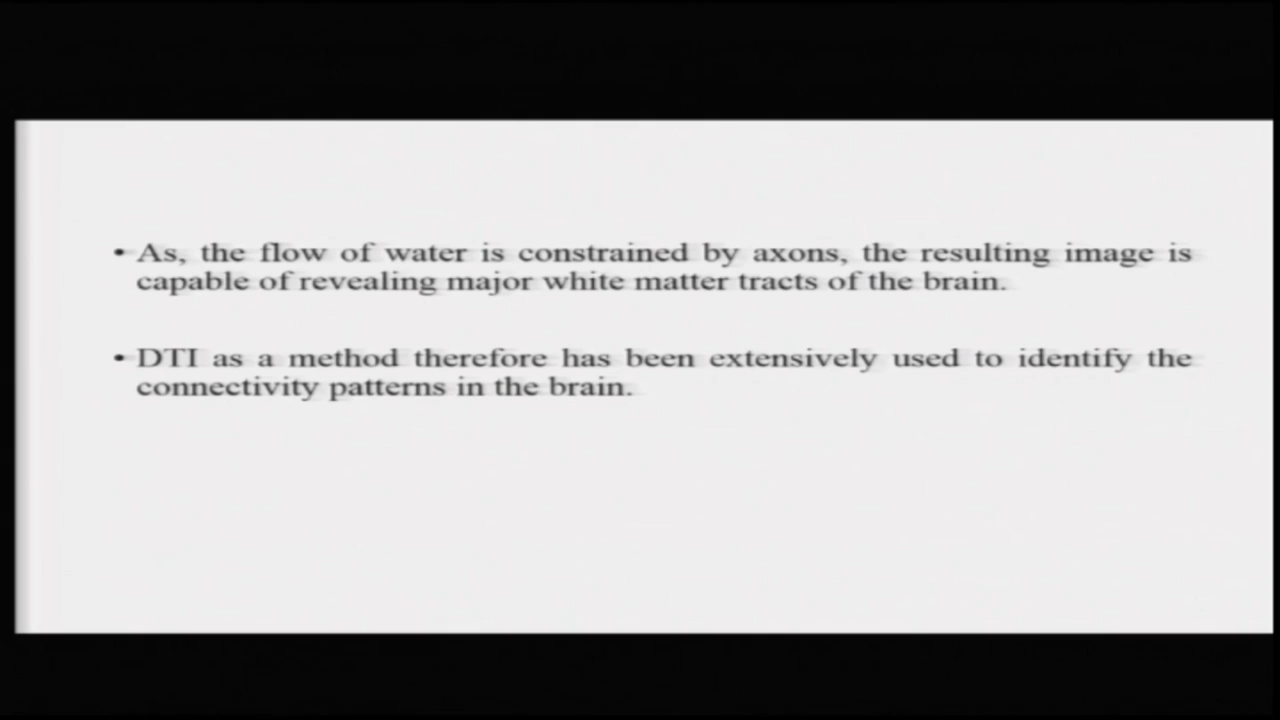 • As, the flow of water is constrained by axons, the resulting image is
capable of revealing major white matter tracts of the brain.
• DTI as a method therefore has been extensively used to identify the
connectivity patterns in the brain.